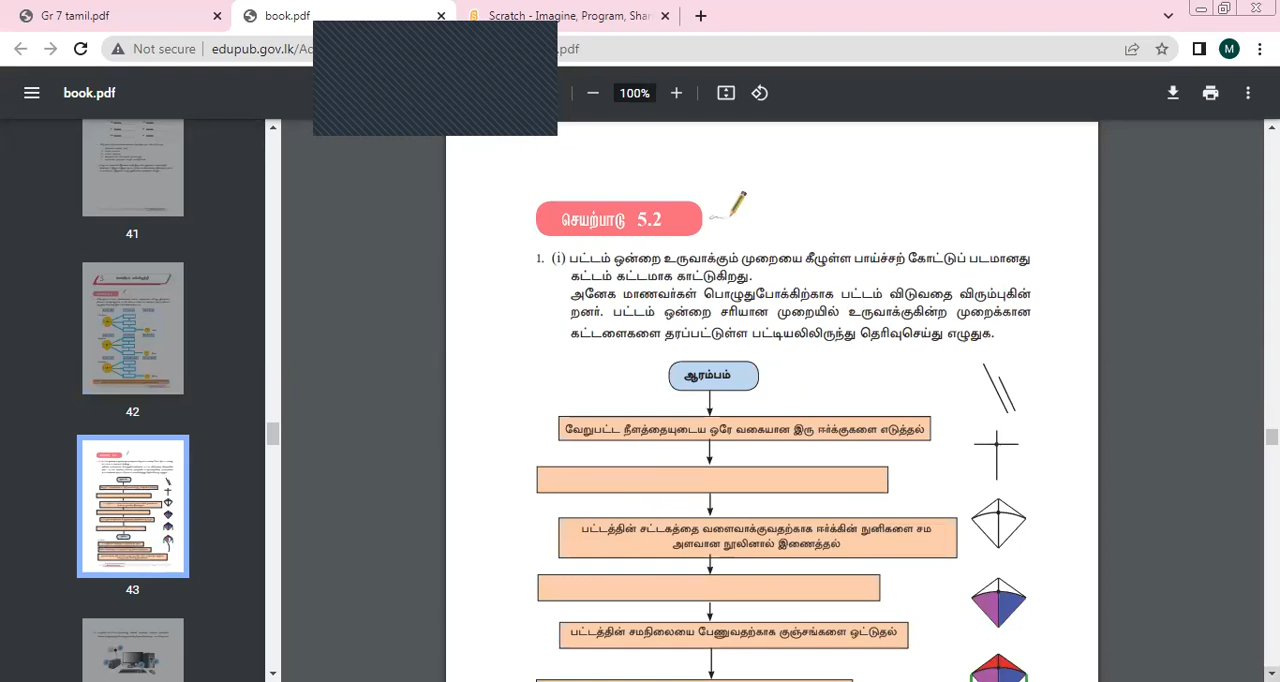 Gr 7 tamil.pdf
book.pdf
Scratch - Imagine, Program, Shar
Not secure
edupub.gov.lk/Ad
.pdf
M
book.pdf
100%
41
42
43
செயற்பாடு 5.2
1. (i) பட்டம் ஒன்றை உருவாக்கும் முறையை கீழுள்ள பாய்ச்சற் கோட்டுப் படமானது
கட்டம் கட்டமாக காட்டுகிறது.
அனேக மாணவர்கள் பொழுதுபோக்கிற்காக பட்டம் விடுவதை விரும்புகின்
றனர். பட்டம் ஒன்றை சரியான முறையில் உருவாக்குகின்ற முறைக்கான
கட்டளைகளை தரப்பட்டுள்ள பட்டியலிலிருந்து தெரிவுசெய்து எழுதுக.
ஆரம்பம்
வேறுபட்ட நீளத்தையுடைய ஒரே வகையான இரு ஈர்க்குகளை எடுத்தல்
பட்டத்தின் சட்டகத்தை வளைவாக்குவதற்காக ஈர்க்கின் நுனிகளை சம
அளவான நூலினால் இணைத்தல்
பட்டத்தின் சமநிலையை பேணுவதற்காக குஞ்சங்களை ஒட்டுதல்